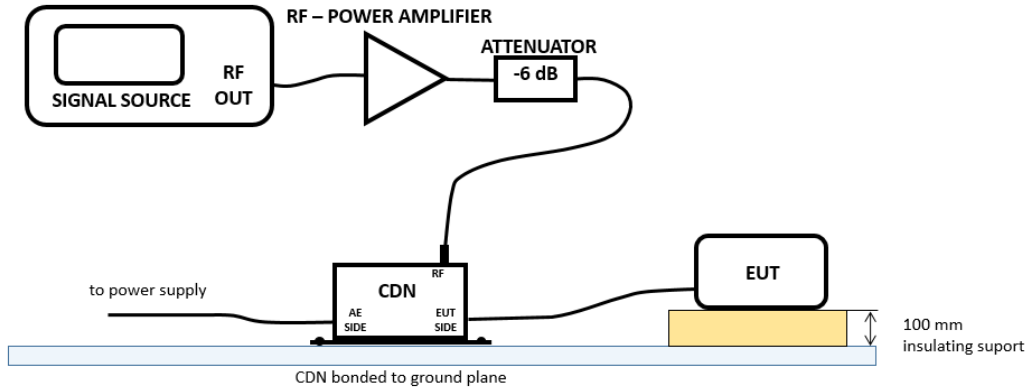 RF – POWER AMPLIFIER
ATTENUATOR
-6 dB
RF
OUT
SIGNAL SOURCE
RF
CDN
AE
SIDE
EUT
SIDE
to power supply
EUT
100 mm
insulating suport
CDN bonded to ground plane